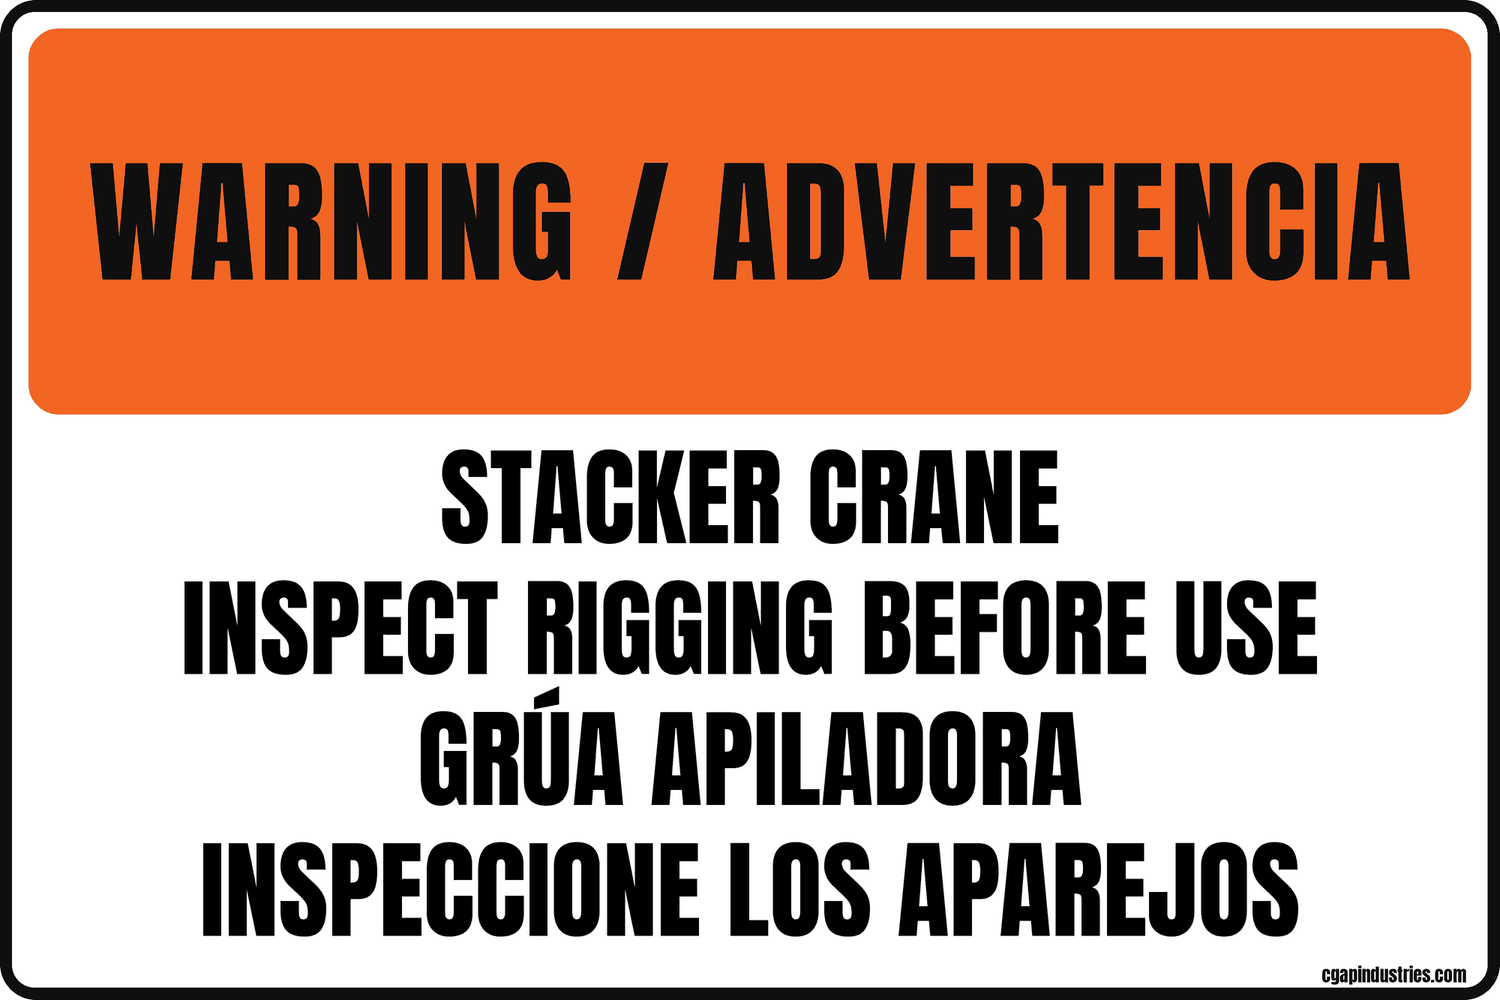 WARNING / ADVERTENCIA
STACKER CRANE
INSPECT RIGGING BEFORE USE
GRÚA APILADORA
INSPECCIONE LOS APAREJOS
cgapindustries.com